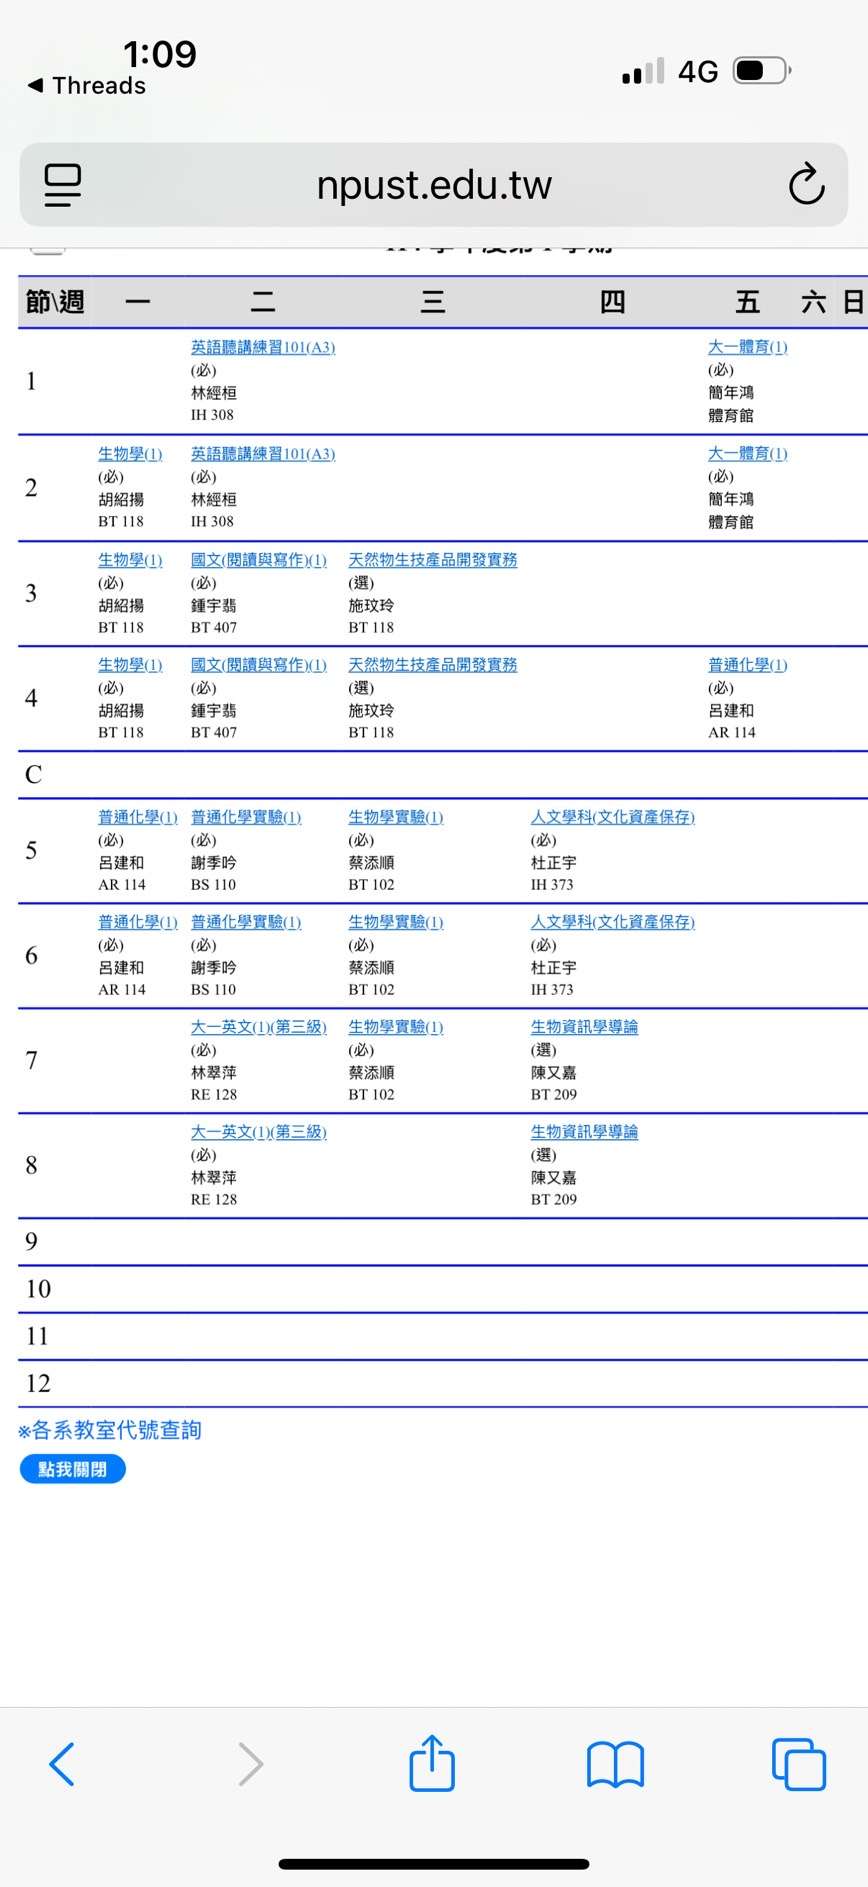 1:09
4G
◀ Threads
npust.edu.tw
節\週 一 二 三 四 五 六 日
1
英語聽講練習101(A3)
(必)
林經桓
IH 308
大一體育(1)
(必)
簡年鴻
體育館
2
生物學(1)
(必)
胡紹揚
BT 118
英語聽講練習101(A3)
(必)
林經桓
IH 308
大一體育(1)
(必)
簡年鴻
體育館
3
生物學(1)
(必)
胡紹揚
BT 118
國文(閱讀與寫作)(1)
(必)
鍾宇翡
BT 407
天然物生技產品開發實務
(選)
施玟玲
BT 118
4
生物學(1)
(必)
胡紹揚
BT 118
國文(閱讀與寫作)(1)
(必)
鍾宇翡
BT 407
天然物生技產品開發實務
(選)
施玟玲
BT 118
普通化學(1)
(必)
呂建和
AR 114
C
5
普通化學(1)
(必)
呂建和
AR 114
普通化學實驗(1)
(必)
謝季吟
BS 110
生物學實驗(1)
(必)
蔡添順
BT 102
人文學科(文化資產保存)
(必)
杜正宇
IH 373
6
普通化學(1)
(必)
呂建和
AR 114
普通化學實驗(1)
(必)
謝季吟
BS 110
生物學實驗(1)
(必)
蔡添順
BT 102
人文學科(文化資產保存)
(必)
杜正宇
IH 373
7
大一英文(1)(第三級)
(必)
林翠萍
RE 128
生物學實驗(1)
(必)
蔡添順
BT 102
生物資訊學導論
(選)
陳又嘉
BT 209
8
大一英文(1)(第三級)
(必)
林翠萍
RE 128
生物資訊學導論
(選)
陳又嘉
BT 209
9
10
11
12
※各系教室代號查詢
點我關閉